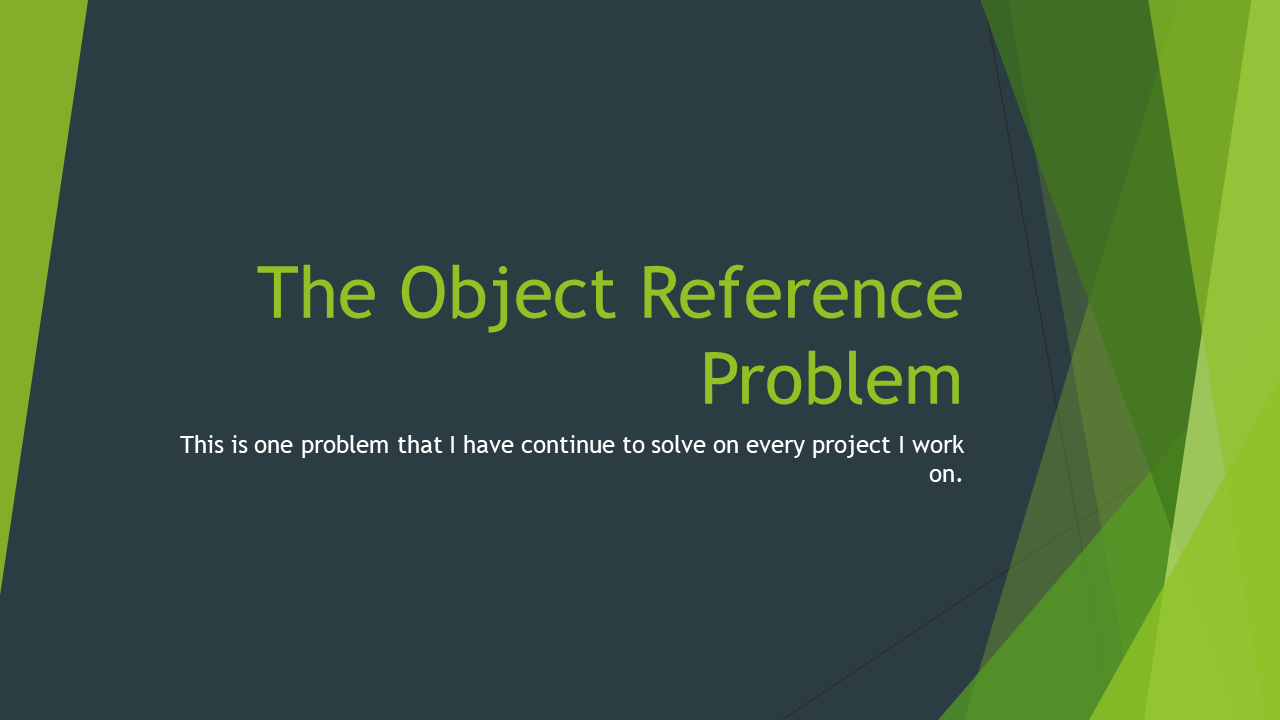 The Object Reference
Problem
This is one problem that I have continue to solve on every project I work
on.